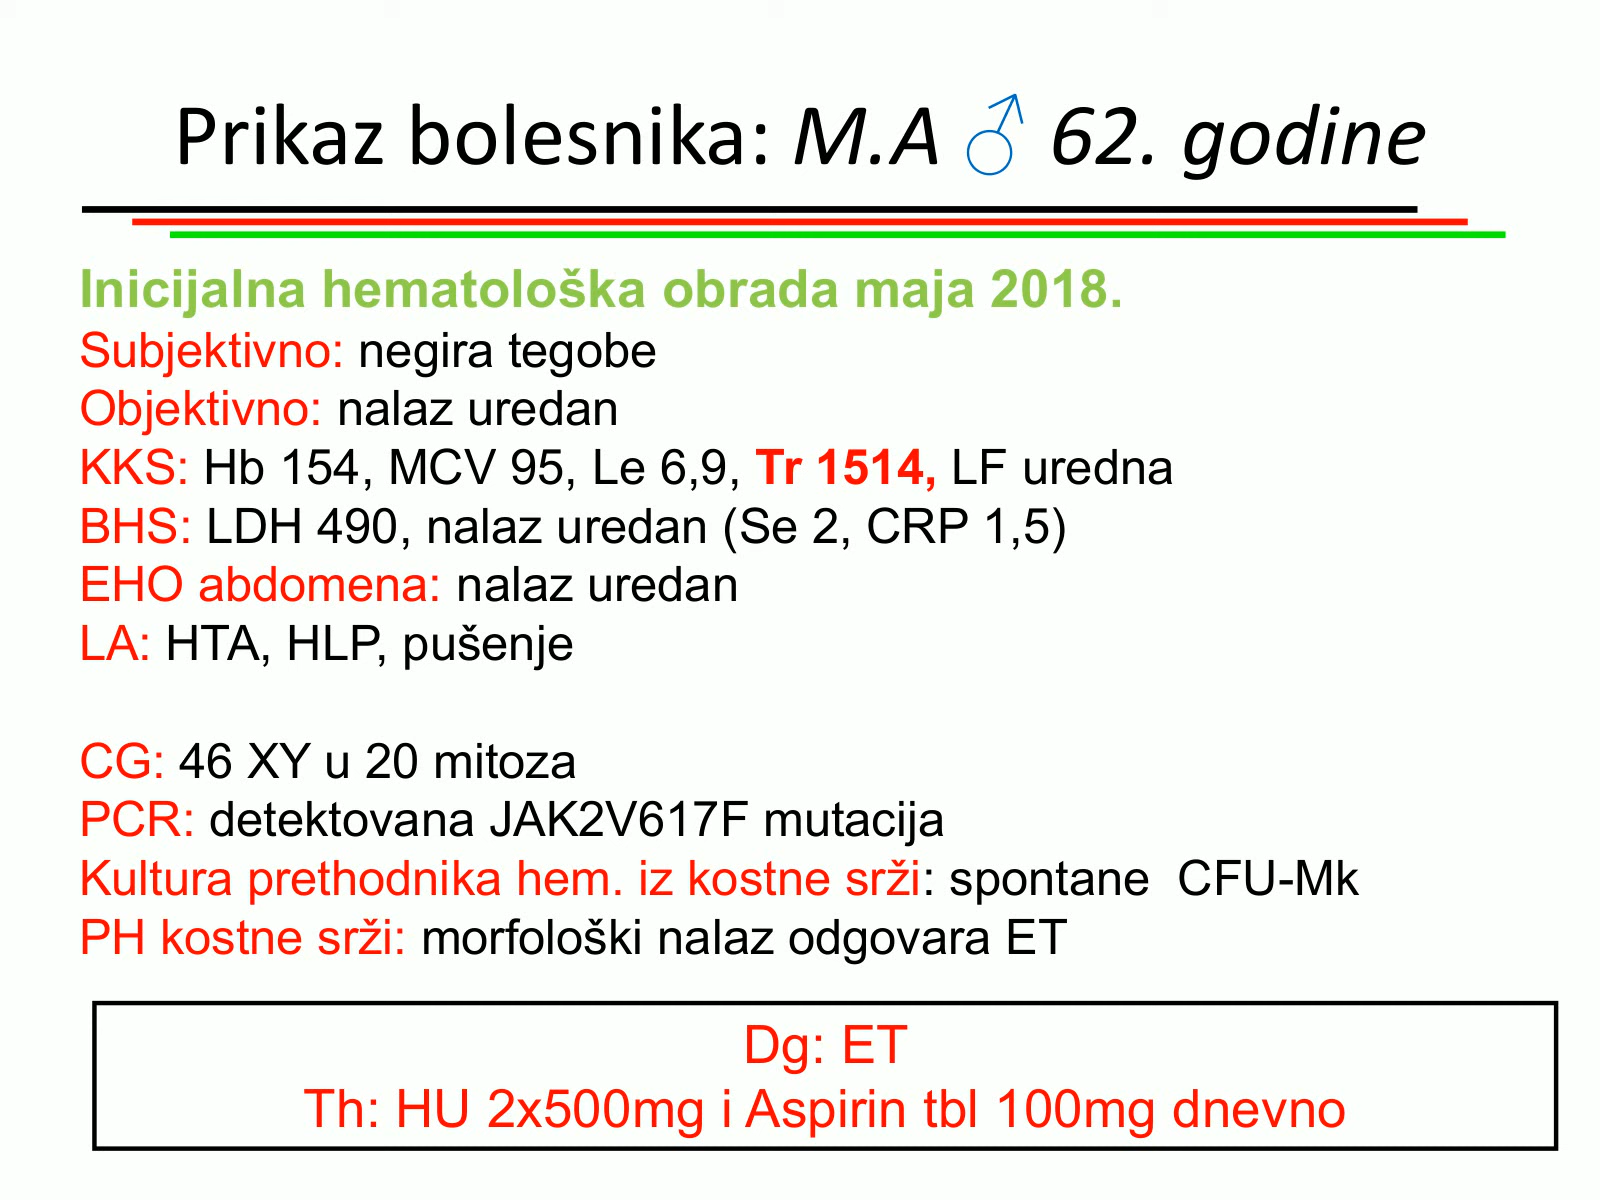 Prikaz bolesnika: M.A ♂ 62. godine
Inicijalna hematološka obrada maja 2018.
Subjektivno: negira tegobe
Objektivno: nalaz uredan
KKS: Hb 154, MCV 95, Le 6,9, Tr 1514, LF uredna
BHS: LDH 490, nalaz uredan (Se 2, CRP 1,5)
EHO abdomena: nalaz uredan
LA: HTA, HLP, pušenje
CG: 46 XY u 20 mitoza
PCR: detektovana JAK2V617F mutacija
Kultura prethodnika hem. iz kostne srži: spontane CFU-Mk
PH kostne srži: morfološki nalaz odgovara ET
Dg: ET
Th: HU 2x500mg i Aspirin tbl 100mg dnevno